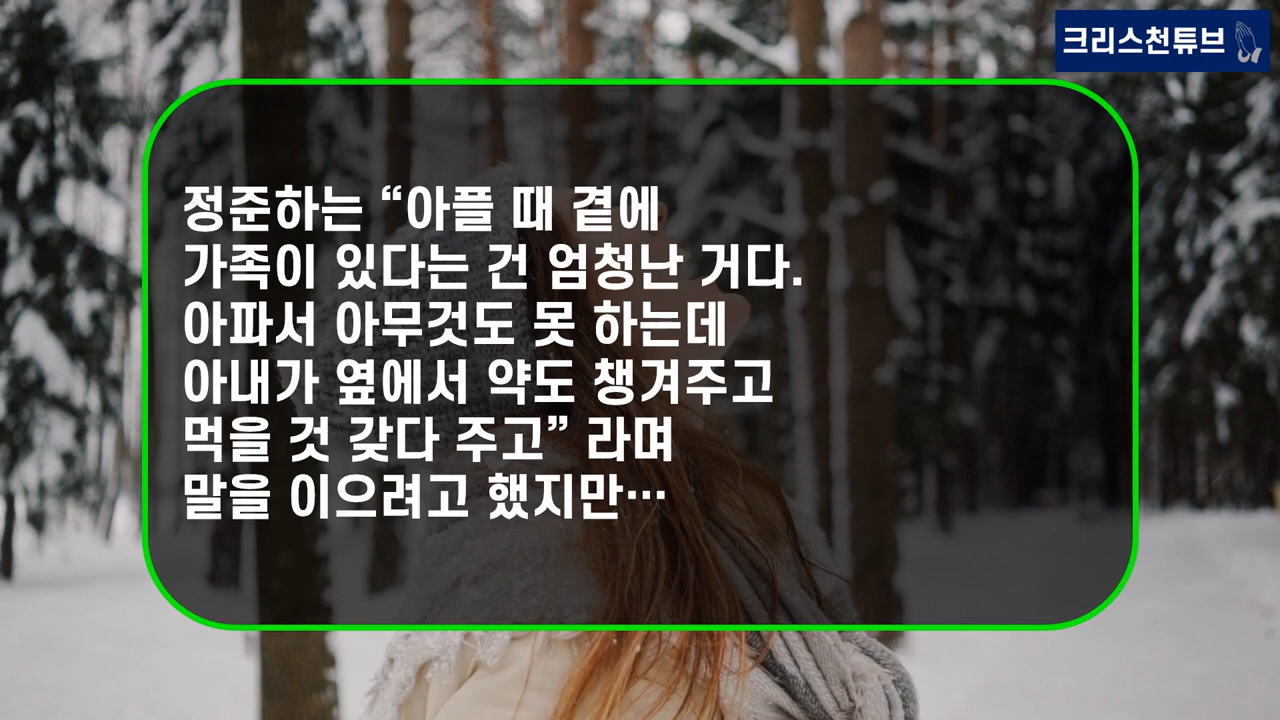 크리스천튜브
정준하는 “아플 때 곁에
가족이 있다는 건 엄청난 거다.
아파서 아무것도 못 하는데
아내가 옆에서 약도 챙겨주고
먹을 것 갖다 주고” 라며
말을 이으려고 했지만…